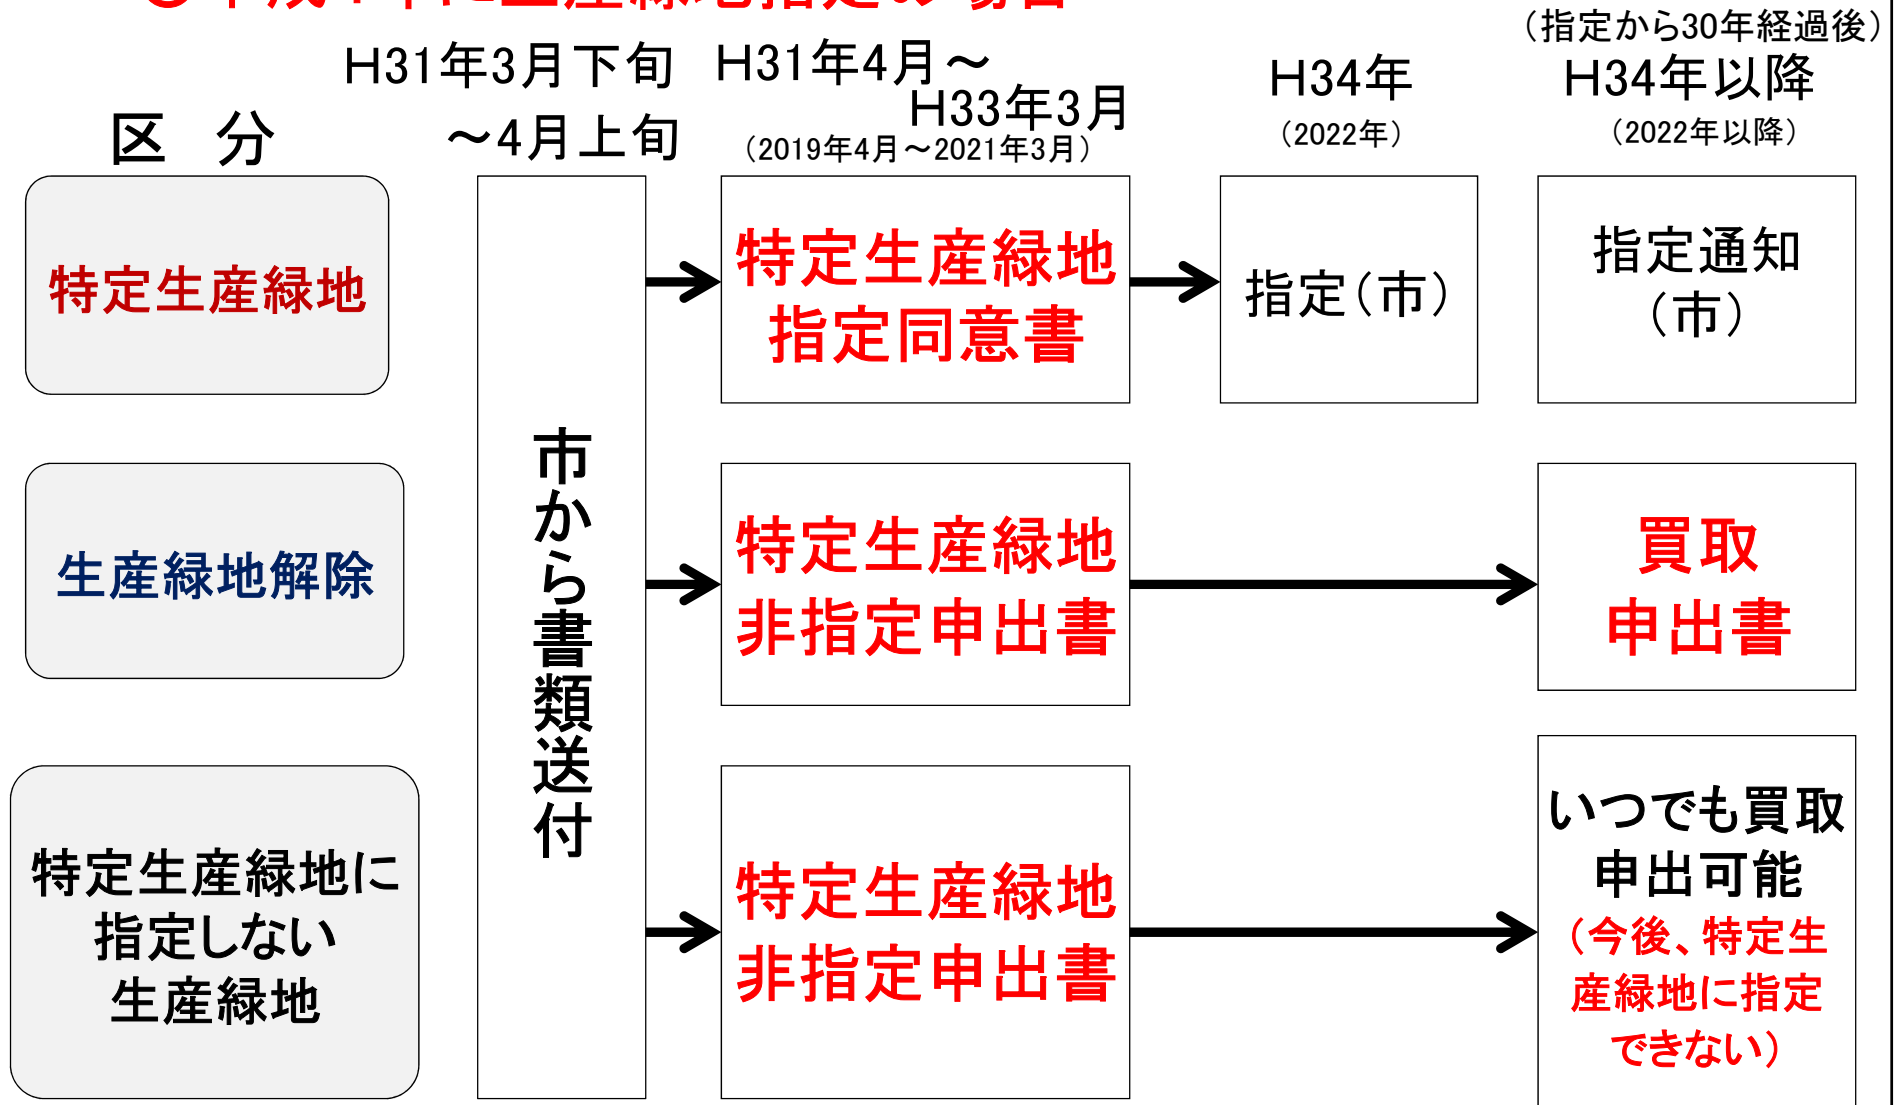 （指定から30年経過後）
H31年3月下旬
～4月上旬
H31年4月～
H33年3月
（2019年4月～2021年3月）
H34年
（2022年）
H34年以降
（2022年以降）
区 分
特定生産緑地
市から書類送付
特定生産緑地
指定同意書
指定（市）
指定通知
（市）
生産緑地解除
特定生産緑地
非指定申出書
買取
申出書
特定生産緑地に
指定しない
生産緑地
特定生産緑地
非指定申出書
いつでも買取
申出可能
（今後、特定生
産緑地に指定
できない）